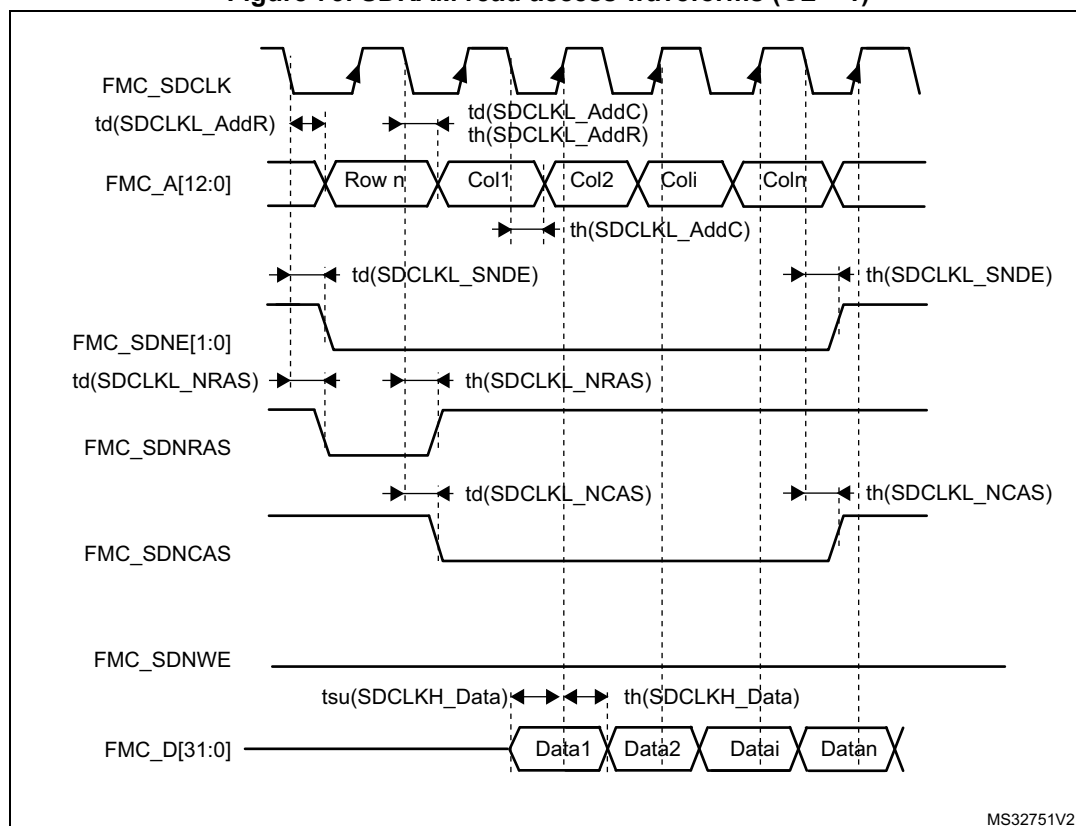 FMC_SDCLK
td(SDCLKL_AddR)
td(SDCLKL_AddC)
th(SDCLKL_AddR)
FMC_A[12:0]
Row n
Col1
Col2
Coli
Coln
th(SDCLKL_AddC)
td(SDCLKL_SNDE)
th(SDCLKL_SNDE)
FMC_SDNE[1:0]
td(SDCLKL_NRAS)
th(SDCLKL_NRAS)
FMC_SDNRAS
td(SDCLKL_NCAS)
th(SDCLKL_NCAS)
FMC_SDNCAS
FMC_SDNWE
tsu(SDCLKH_Data)
th(SDCLKH_Data)
FMC_D[31:0]
Data1
Data2
Datai
Datan
MS32751V2